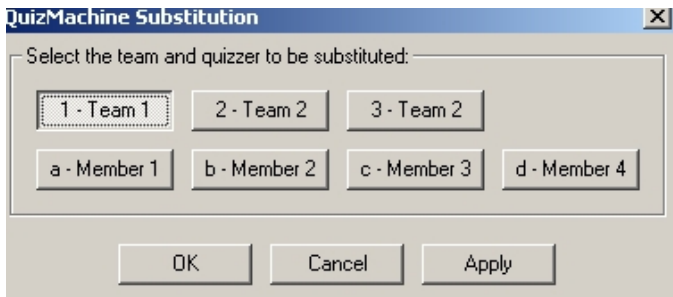 QuizMachine Substitution
Select the team and quizzer to be substituted:
1 - Team 1 2 - Team 2 3 - Team 2
a - Member 1 b - Member 2 c - Member 3 d - Member 4
OK Cancel Apply